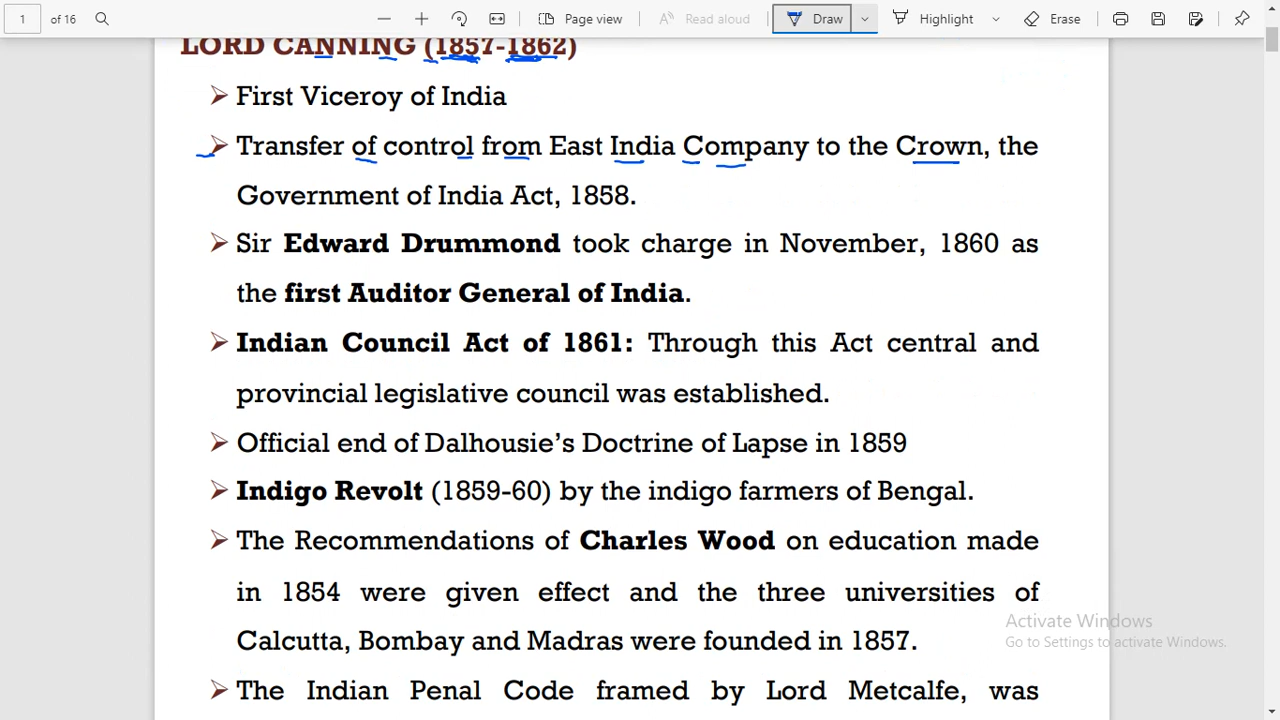 1 of 16 Page view Read aloud Draw Highlight Erase
LORD CANNING (1857-1862)
➢ First Viceroy of India
➢ Transfer of control from East India Company to the Crown, the
Government of India Act, 1858.
➢ Sir Edward Drummond took charge in November, 1860 as
the first Auditor General of India.
➢ Indian Council Act of 1861: Through this Act central and
provincial legislative council was established.
➢ Official end of Dalhousie's Doctrine of Lapse in 1859
➢ Indigo Revolt (1859-60) by the indigo farmers of Bengal.
➢ The Recommendations of Charles Wood on education made
in 1854 were given effect and the three universities of
Calcutta, Bombay and Madras were founded in 1857.
➢ The Indian Penal Code framed by Lord Metcalfe, was
Activate Windows
Go to Settings to activate Windows.